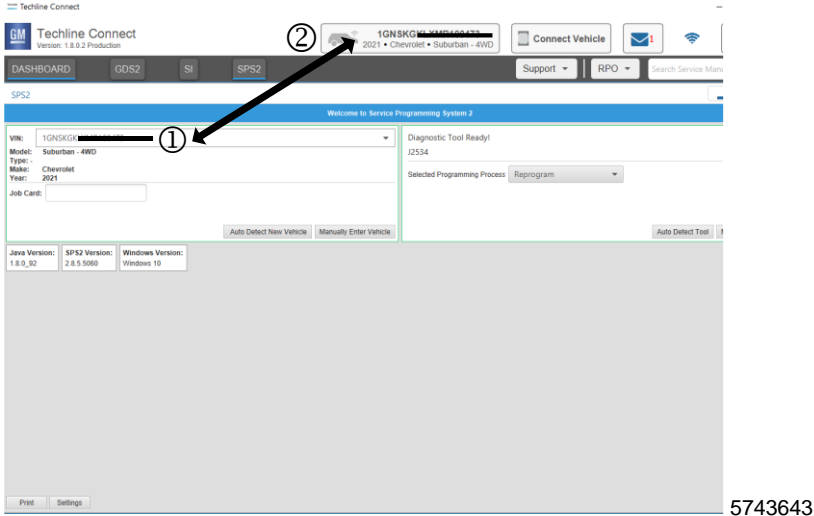 Techline Connect
GM Techline Connect
Version: 1.8.0.2 Production
②
2021 • Chevrolet • Suburban - 4WD
Connect Vehicle
1
DASHBOARD GDS2 SI SPS2 Support RPO Search Service Man
SPS2
Welcome to Service Programming System 2
VIN: 1GNSKGK
①
Model: Suburban - 4WD
Type: -
Make: Chevrolet
Year: 2021
Job Card:
Auto Detect New Vehicle Manually Enter Vehicle
Diagnostic Tool Ready!
J2534
Selected Programming Process Reprogram
Auto Detect Tool
Java Version: SPS2 Version: Windows Version:
1.8.0_92 2.8.5.5060 Windows 10
Print Settings
5743643